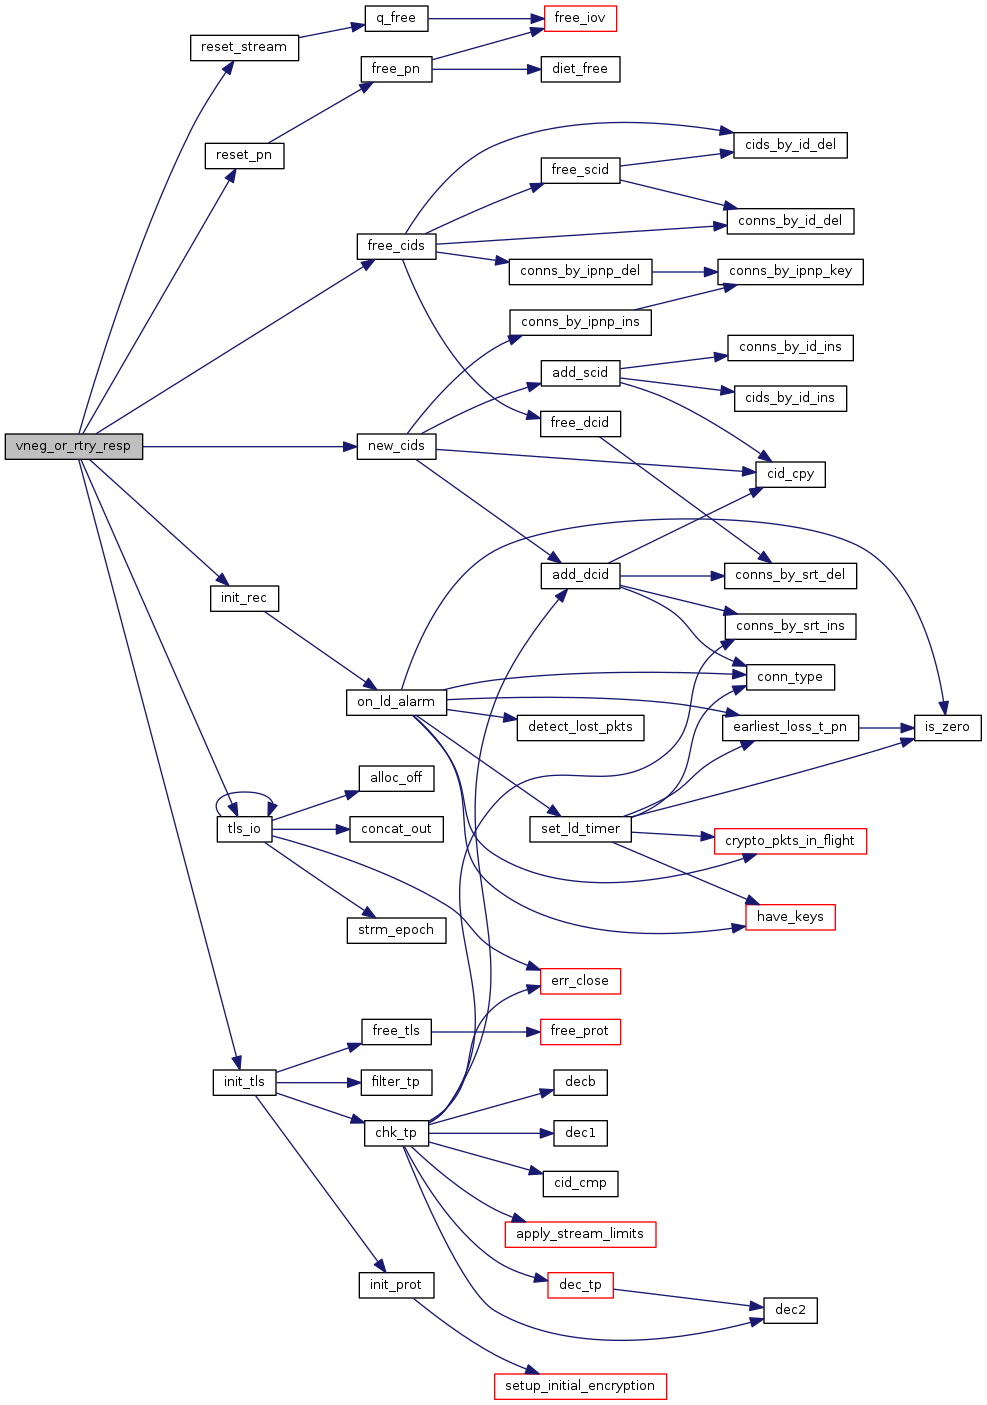 q_free
free_iov
reset_stream
free_pn
diet_free
cids_by_id_del
reset_pn
free_scid
conns_by_id_del
free_cids
conns_by_ipnp_del
conns_by_ipnp_key
conns_by_ipnp_ins
conns_by_id_ins
add_scid
cids_by_id_ins
free_dcid
vneg_or_rtry_resp
new_cids
cid_cpy
add_dcid
conns_by_srt_del
init_rec
conns_by_srt_ins
conn_type
on_ld_alarm
detect_lost_pkts
earliest_loss_t_pn
is_zero
alloc_off
tls_io
concat_out
set_ld_timer
crypto_pkts_in_flight
have_keys
strm_epoch
err_close
free_tls
free_prot
init_tls
filter_tp
decb
chk_tp
dec1
cid_cmp
apply_stream_limits
init_prot
dec_tp
dec2
setup_initial_encryption